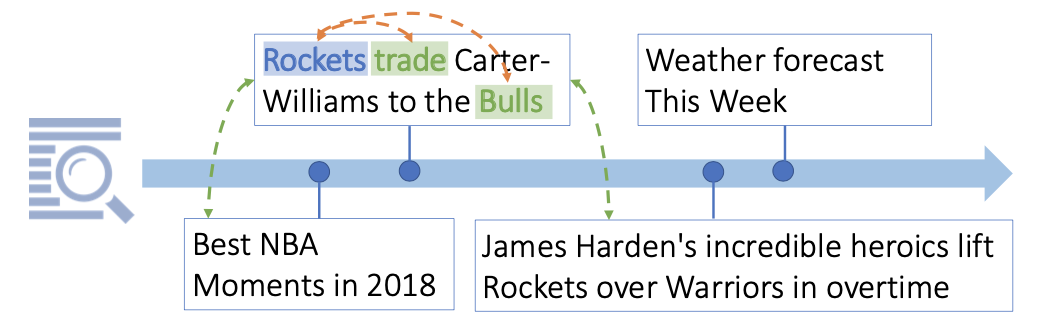 Rockets trade Carter-
Williams to the Bulls
Weather forecast
This Week
Best NBA
Moments in 2018
James Harden's incredible heroics lift
Rockets over Warriors in overtime